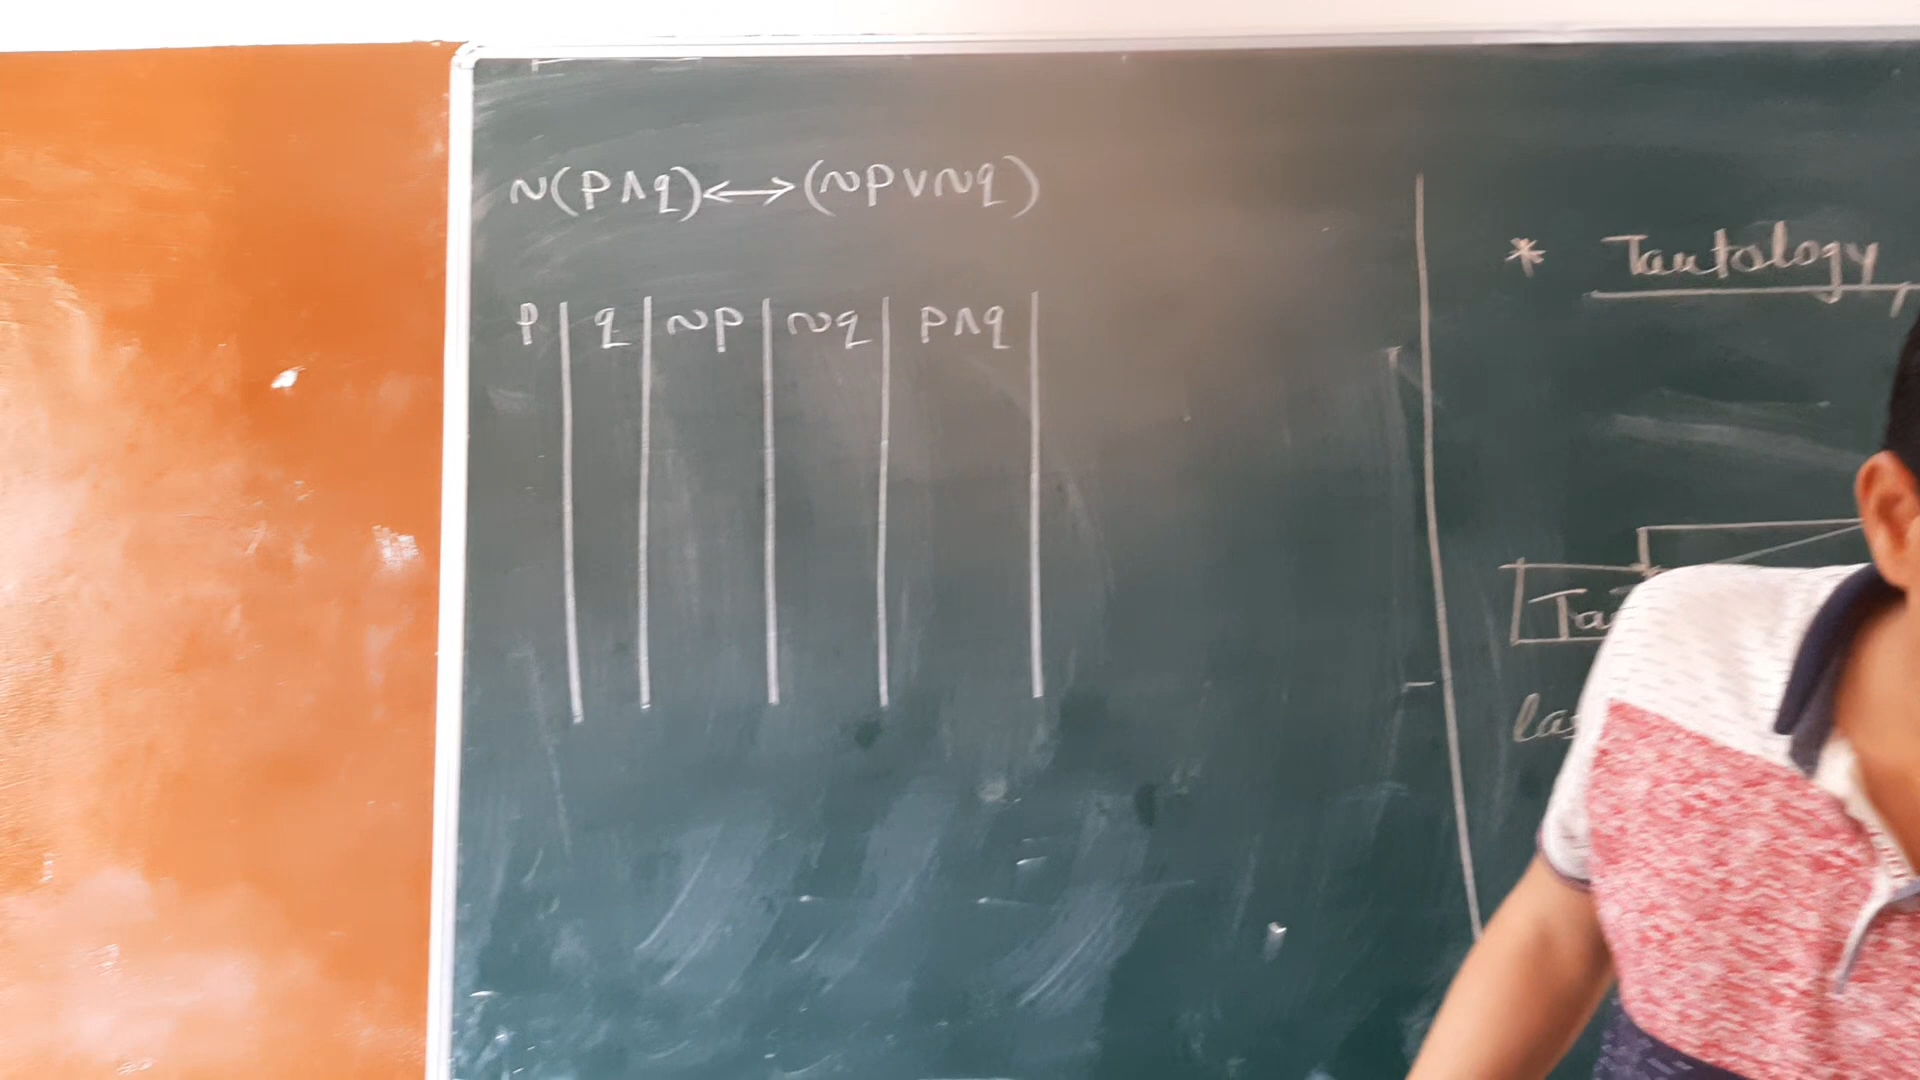 ~(p∧q)<->(~p∨~q)
p | q | ~p | ~q | p∧q |
* Tautology